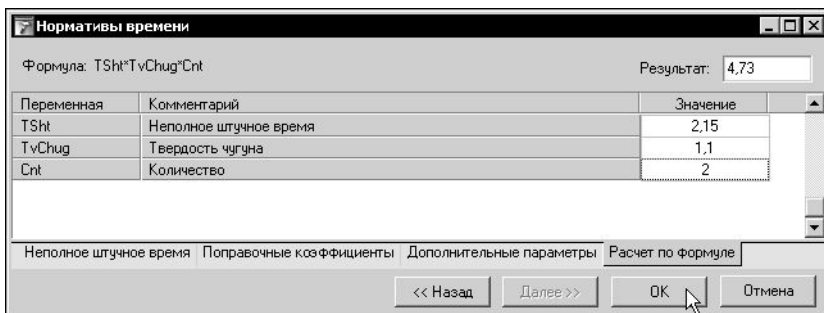 Нормативы времени
Формула: TSht*TvChug*Cnt Результат: 4,73
Переменная Комментарий Значение
TSht Неполное штучное время 2,15
TvChug Твердость чугуна 1,1
Cnt Количество 2
Неполное штучное время Поправочные коэффициенты Дополнительные параметры Расчет по формуле
<< Назад Далее >> OK Отмена